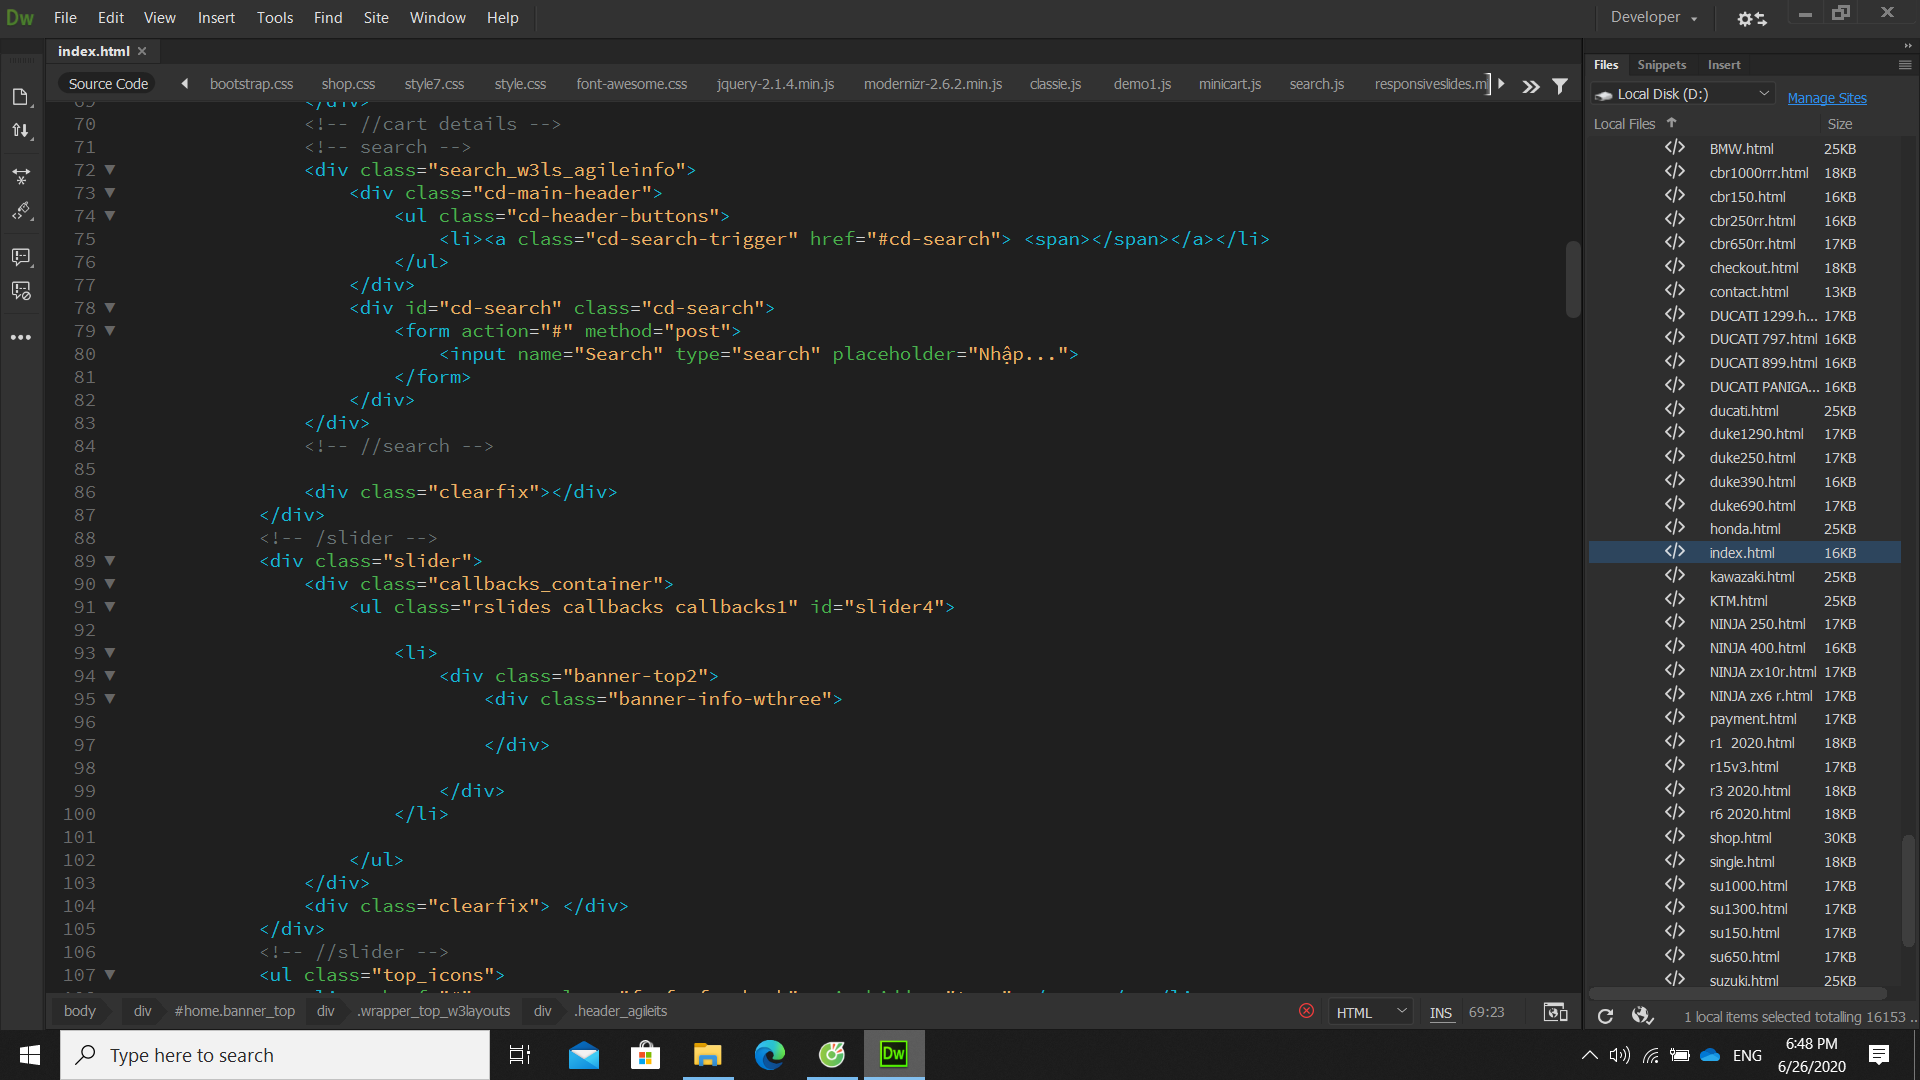 Dw File Edit View Insert Tools Find Site Window Help Developer
index.html
Source Code bootstrap.css shop.css style7.css style.css font-awesome.css jquery-2.1.4.min.js modernizr-2.6.2.min.js classie.js demo1.js minicart.js search.js responsiveslides.m
69 </div>
70 <!-- //cart details -->
71 <!-- search -->
72 <div class="search_w3ls_agileinfo">
73 <div class="cd-main-header">
74 <ul class="cd-header-buttons">
75 <li><a class="cd-search-trigger" href="#cd-search"> <span></span></a></li>
76 </ul>
77 </div>
78 <div id="cd-search" class="cd-search">
79 <form action="#" method="post">
80 <input name="Search" type="search" placeholder="Nhập...">
81 </form>
82 </div>
83 </div>
84 <!-- //search -->
85
86 <div class="clearfix"></div>
87 </div>
88 <!-- /slider -->
89 <div class="slider">
90 <div class="callbacks_container">
91 <ul class="rslides callbacks callbacks1" id="slider4">
92
93 <li>
94 <div class="banner-top2">
95 <div class="banner-info-wthree">
96
97 </div>
98
99 </div>
100 </li>
101
102 </ul>
103 </div>
104 <div class="clearfix"> </div>
105 </div>
106 <!-- //slider -->
107 <ul class="top_icons">
body div #home.banner_top div .wrapper_top_w3layouts div .header_agileits HTML INS 69:23
Files Snippets Insert
Local Disk (D:) Manage Sites
Local Files Size
BMW.html 25KB
cbr1000rrr.html 18KB
cbr150.html 16KB
cbr250rr.html 16KB
cbr650rr.html 17KB
checkout.html 18KB
contact.html 13KB
DUCATI 1299.h... 17KB
DUCATI 797.html 16KB
DUCATI 899.html 16KB
DUCATI PANIGA... 16KB
ducati.html 25KB
duke1290.html 17KB
duke250.html 17KB
duke390.html 16KB
duke690.html 17KB
honda.html 25KB
index.html 16KB
kawazaki.html 25KB
KTM.html 25KB
NINJA 250.html 17KB
NINJA 400.html 16KB
NINJA zx10r.html 17KB
NINJA zx6 r.html 17KB
payment.html 17KB
r1 2020.html 18KB
r15v3.html 17KB
r3 2020.html 18KB
r6 2020.html 18KB
shop.html 30KB
single.html 18KB
su1000.html 17KB
su1300.html 17KB
su150.html 17KB
su650.html 17KB
suzuki.html 25KB
1 local items selected totalling 16153 ..
Type here to search
Dw
ENG
6:48 PM
6/26/2020